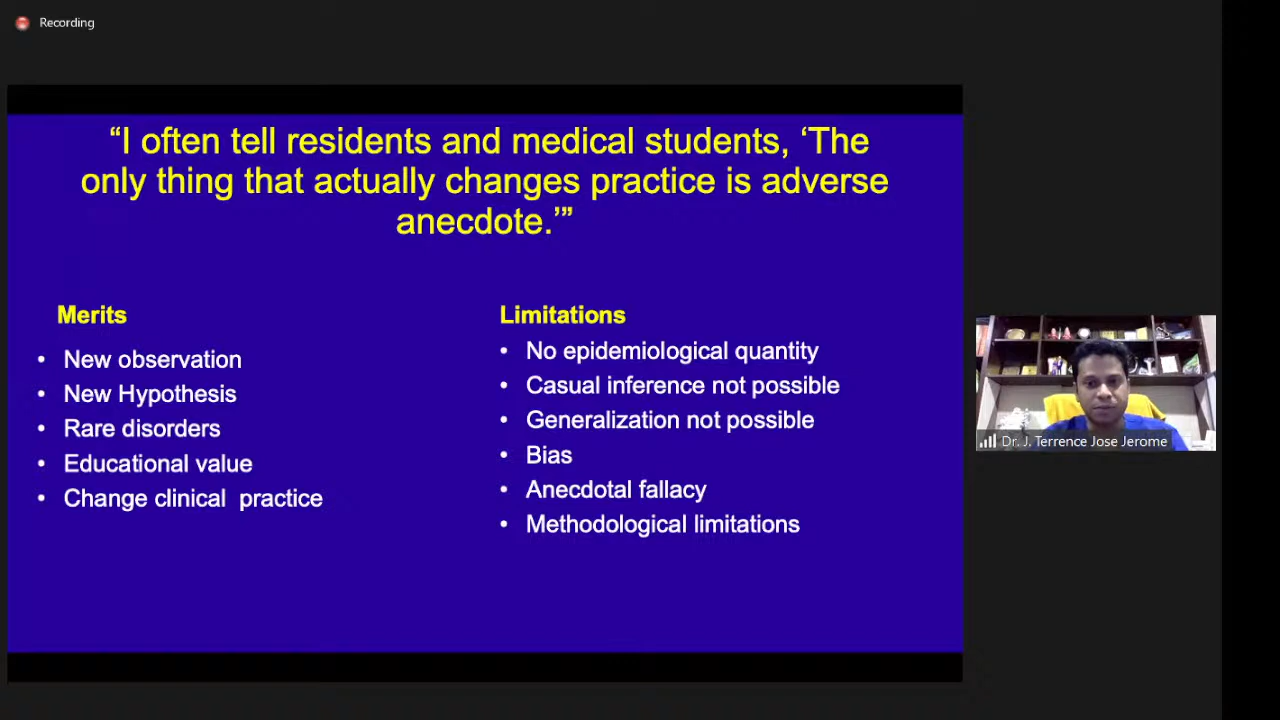 Recording
“I often tell residents and medical students, ‘The
only thing that actually changes practice is adverse
anecdote.’”
Merits
• New observation
• New Hypothesis
• Rare disorders
• Educational value
• Change clinical  practice
Limitations
• No epidemiological quantity
• Casual inference not possible
• Generalization not possible
• Bias
• Anecdotal fallacy
• Methodological limitations
Dr. J. Terrence Jose Jerome